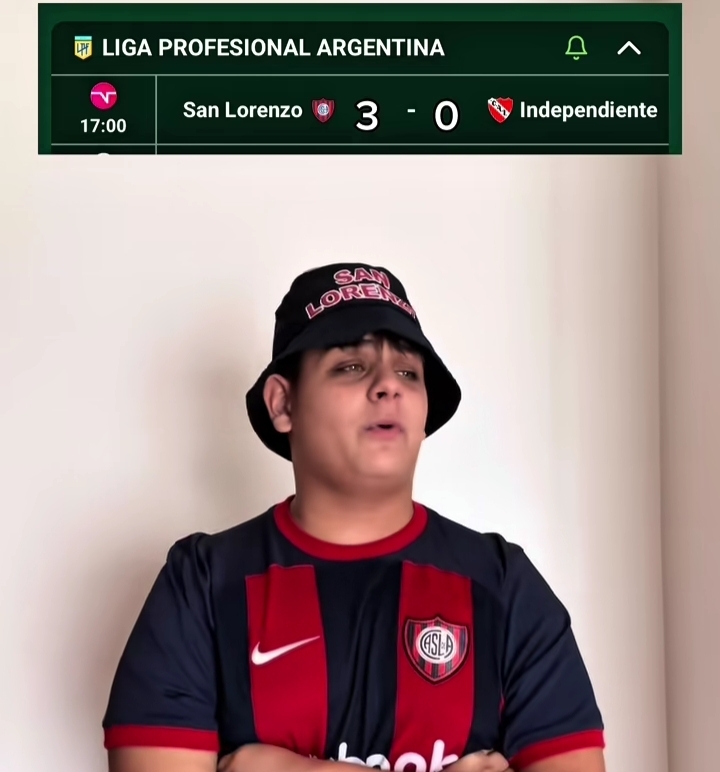 LIGA PROFESIONAL ARGENTINA
17:00
San Lorenzo 3 - 0 Independiente
SAN
LORENZO
CASLA